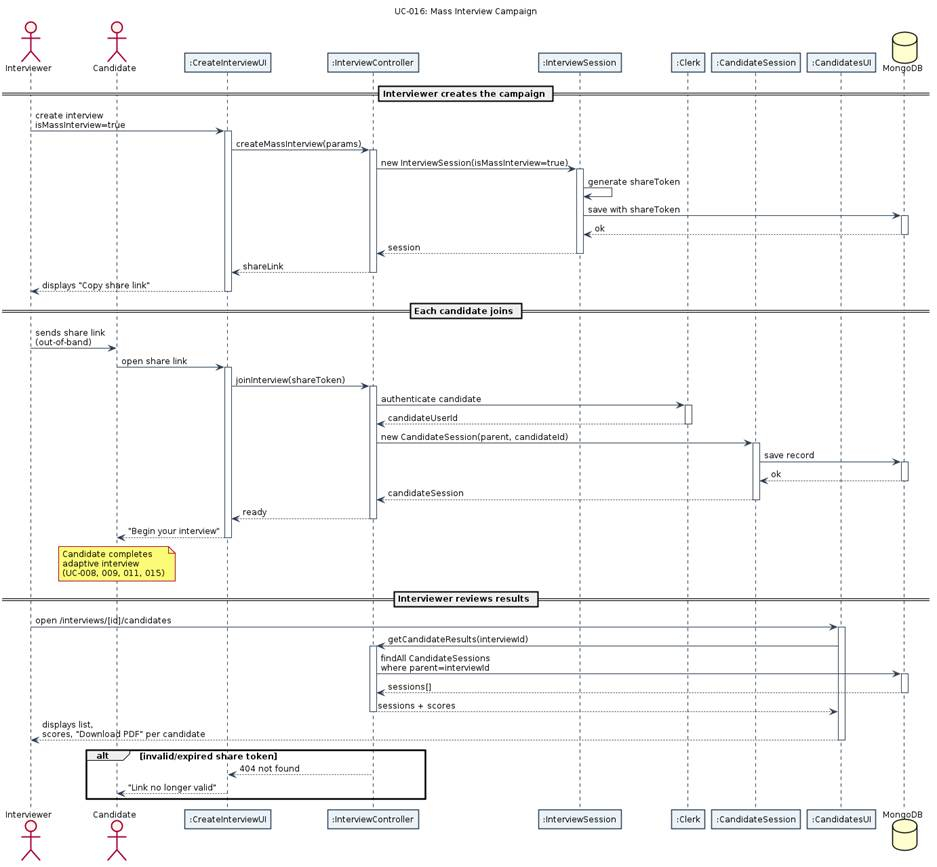 UC-016: Mass Interview Campaign
Interviewer
Candidate
:CreateInterviewUI
:InterviewController
:InterviewSession
:Clerk
:CandidateSession
:CandidatesUI
MongoDB
Interviewer creates the campaign
create interview
isMassInterview=true
createMassInterview(params)
new InterviewSession(isMassInterview=true)
generate shareToken
save with shareToken
ok
session
shareLink
displays "Copy share link"
Each candidate joins
sends share link
(out-of-band)
open share link
joinInterview(shareToken)
authenticate candidate
candidateUserId
new CandidateSession(parent, candidateId)
save record
ok
candidateSession
ready
"Begin your interview"
Candidate completes
adaptive interview
(UC-008, 009, 011, 015)
Interviewer reviews results
open /interviews/[id]/candidates
getCandidateResults(interviewId)
findAll CandidateSessions
where parent=interviewId
sessions[]
sessions + scores
displays list,
scores, "Download PDF" per candidate
alt
[invalid/expired share token]
404 not found
"Link no longer valid"
Interviewer
Candidate
:CreateInterviewUI
:InterviewController
:InterviewSession
:Clerk
:CandidateSession
:CandidatesUI
MongoDB